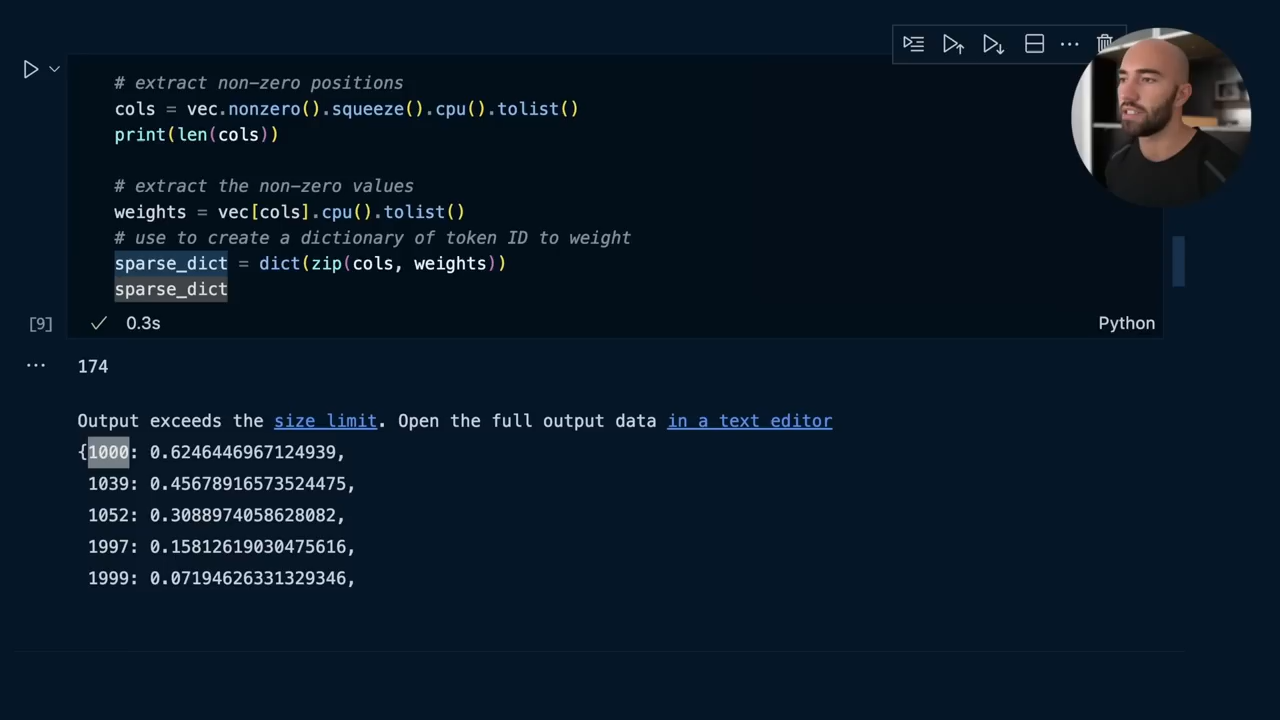 # extract non-zero positions
cols = vec.nonzero().squeeze().cpu().tolist()
print(len(cols))
# extract the non-zero values
weights = vec[cols].cpu().tolist()
# use to create a dictionary of token ID to weight
sparse_dict = dict(zip(cols, weights))
sparse_dict
[9] 0.3s Python
174
Output exceeds the size limit. Open the full output data in a text editor
{1000: 0.6246446967124939,
1039: 0.45678916573524475,
1052: 0.3088974058628082,
1997: 0.15812619030475616,
1999: 0.07194626331329346,